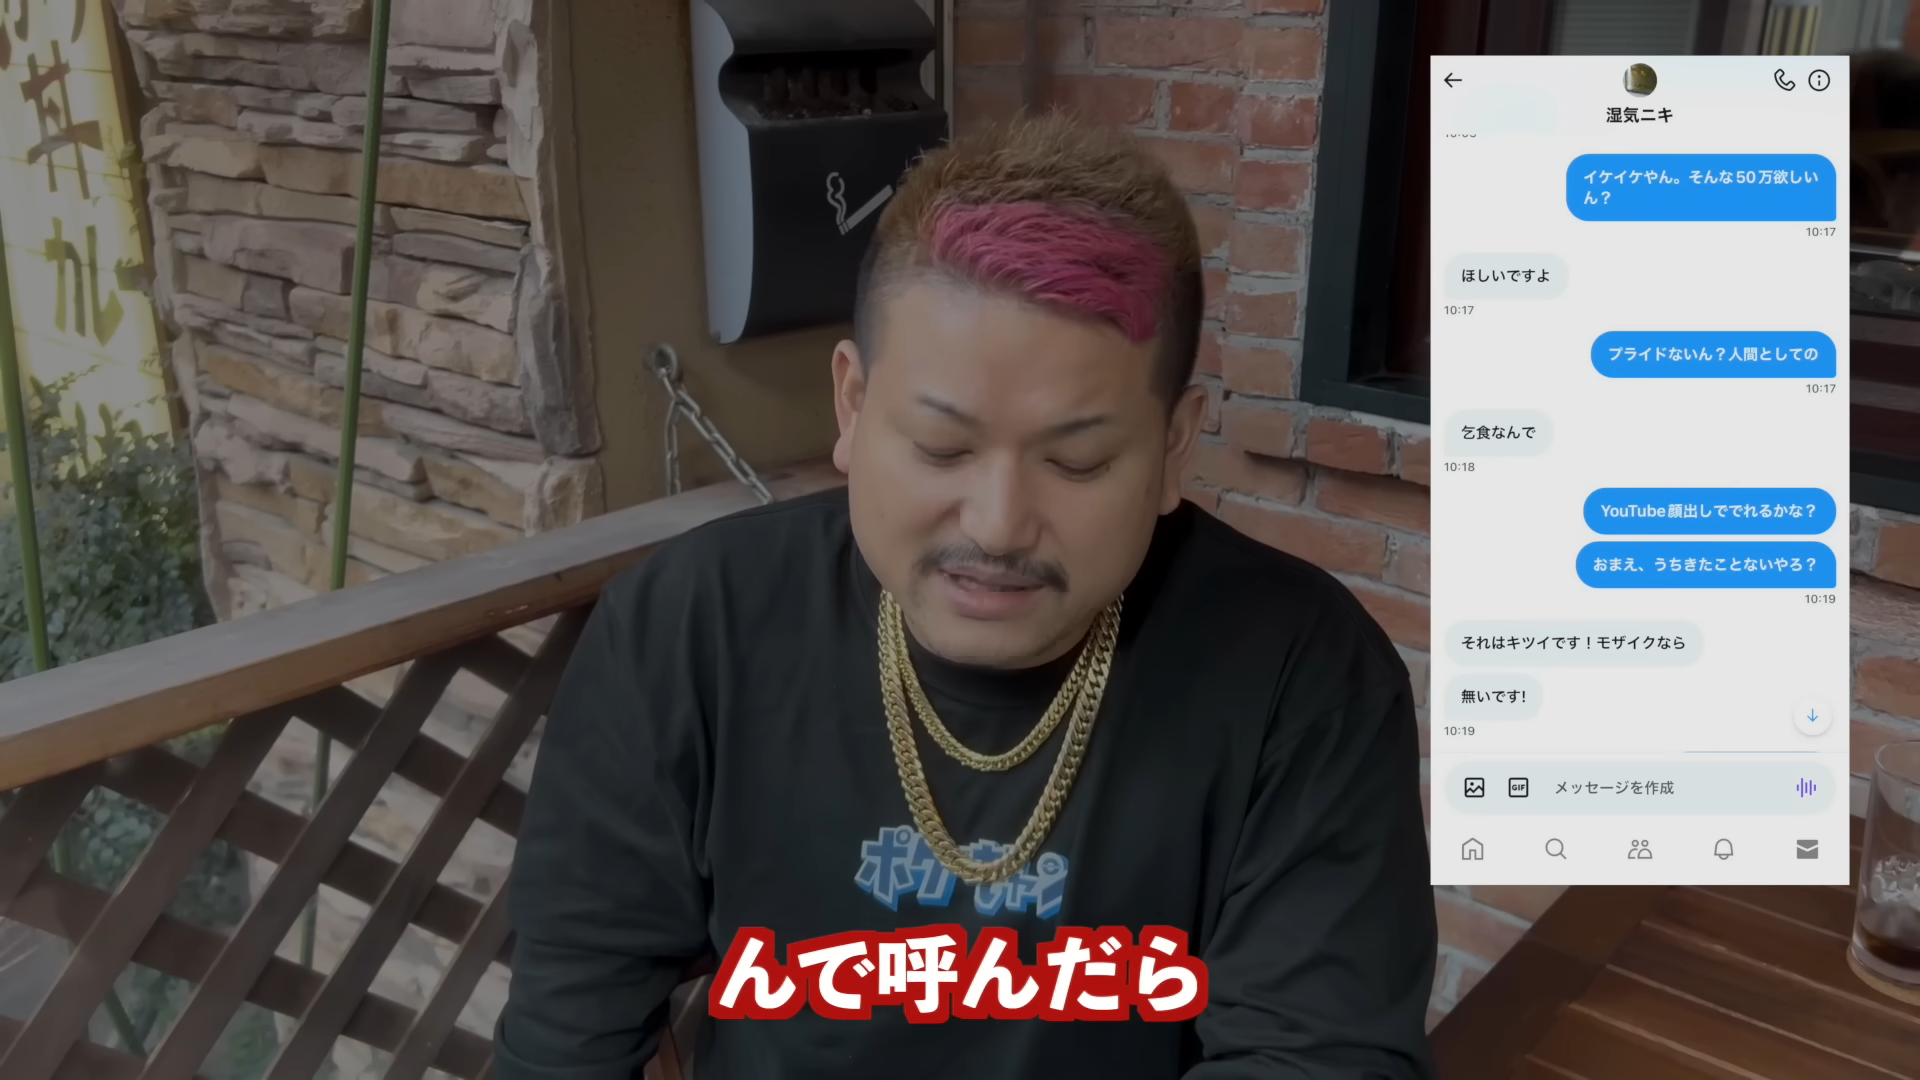 丼
湿気ニキ
イケイケやん。そんな50万欲しい
ん？
10:17
ほしいですよ
10:17
プライドないん？人間としての
10:17
乞食なんで
10:18
YouTube顔出しででれるかな？
おまえ、うちきたことないやろ？
10:19
それはキツイです！モザイクなら
無いです!
10:19
GIF
メッセージを作成
んで呼んだら